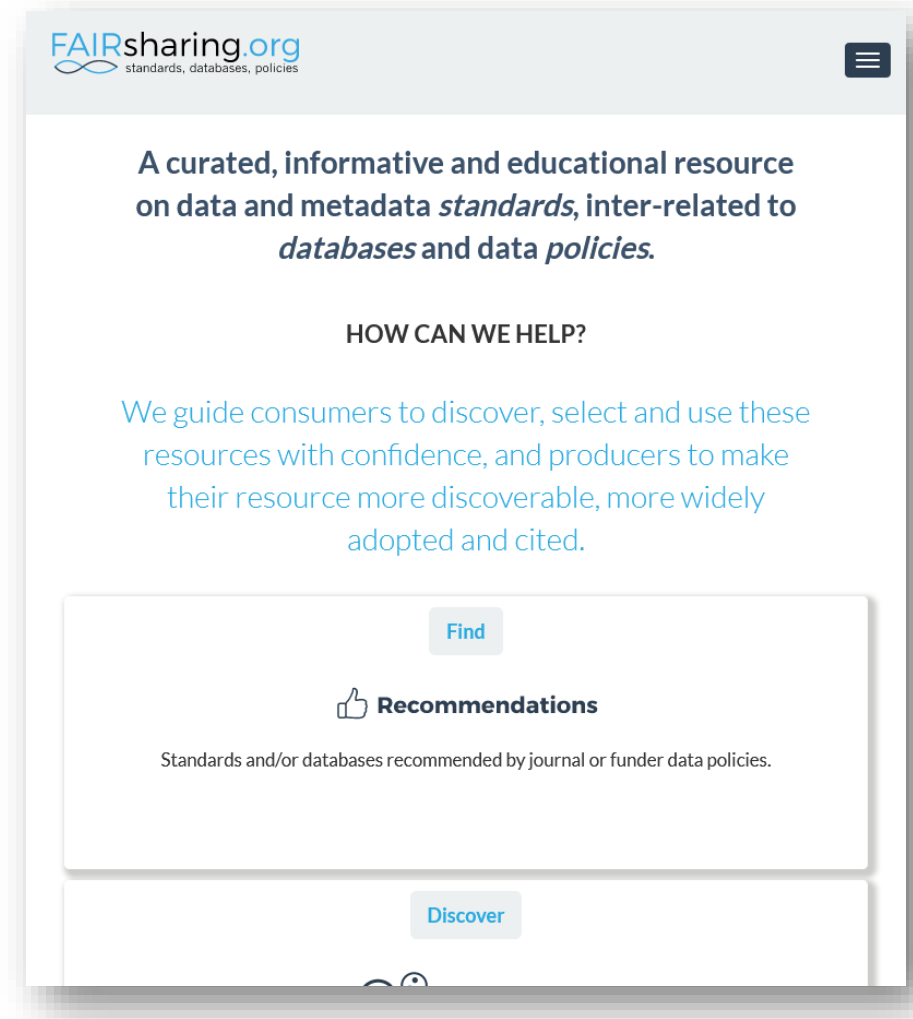 FAIRsharing.org
standards, databases, policies
A curated, informative and educational resource
on data and metadata standards, inter-related to
databases and data policies.
HOW CAN WE HELP?
We guide consumers to discover, select and use these
resources with confidence, and producers to make
their resource more discoverable, more widely
adopted and cited.
Find
Recommendations
Standards and/or databases recommended by journal or funder data policies.
Discover